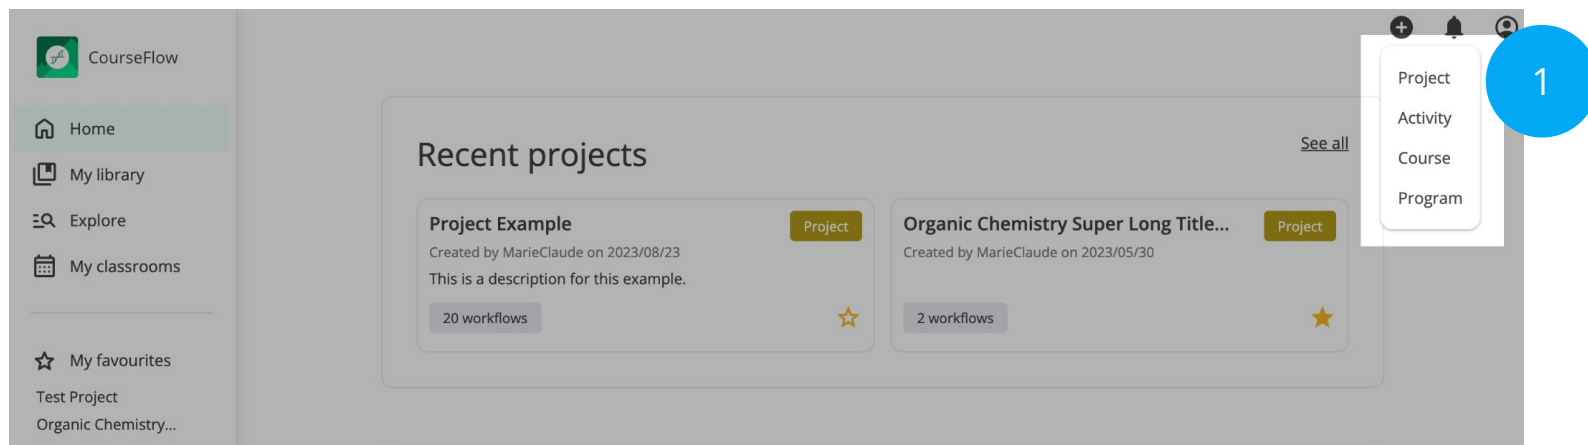 CourseFlow
Home
My library
Explore
My classrooms
My favourites
Test Project
Organic Chemistry...
Recent projects
See all
Project Example
Project
Created by MarieClaude on 2023/08/23
This is a description for this example.
20 workflows
Organic Chemistry Super Long Title...
Project
Created by MarieClaude on 2023/05/30
2 workflows
Project
Activity
Course
Program
1